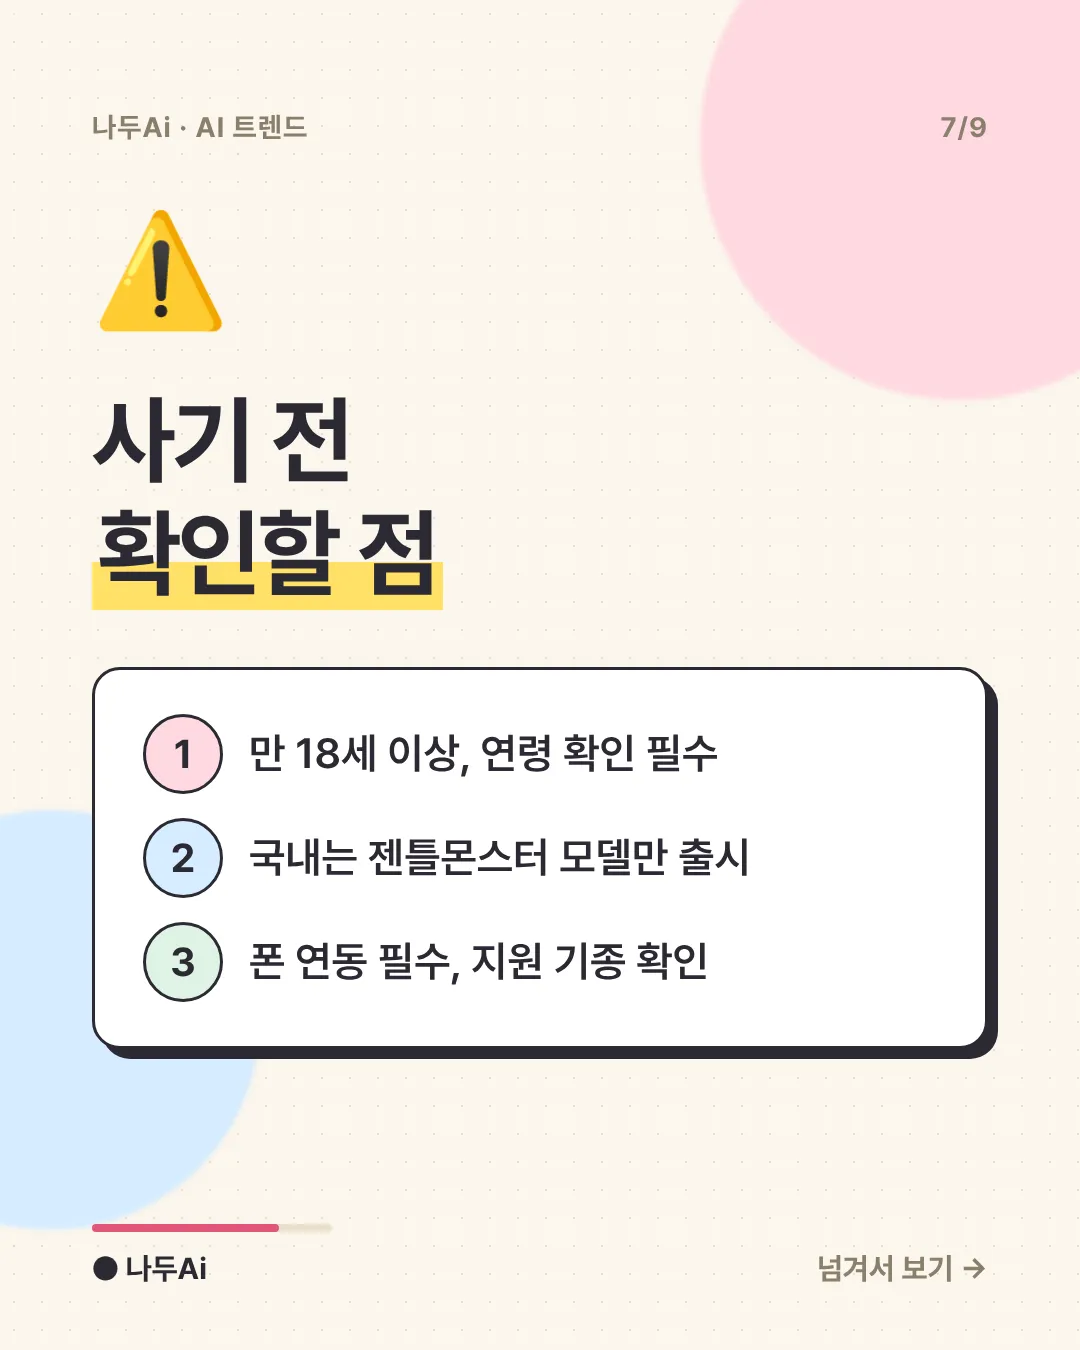 나두Ai · AI 트렌드
7/9
사기 전
확인할 점
1 만 18세 이상, 연령 확인 필수
2 국내는 젠틀몬스터 모델만 출시
3 폰 연동 필수, 지원 기종 확인
나두Ai
넘겨서 보기 →